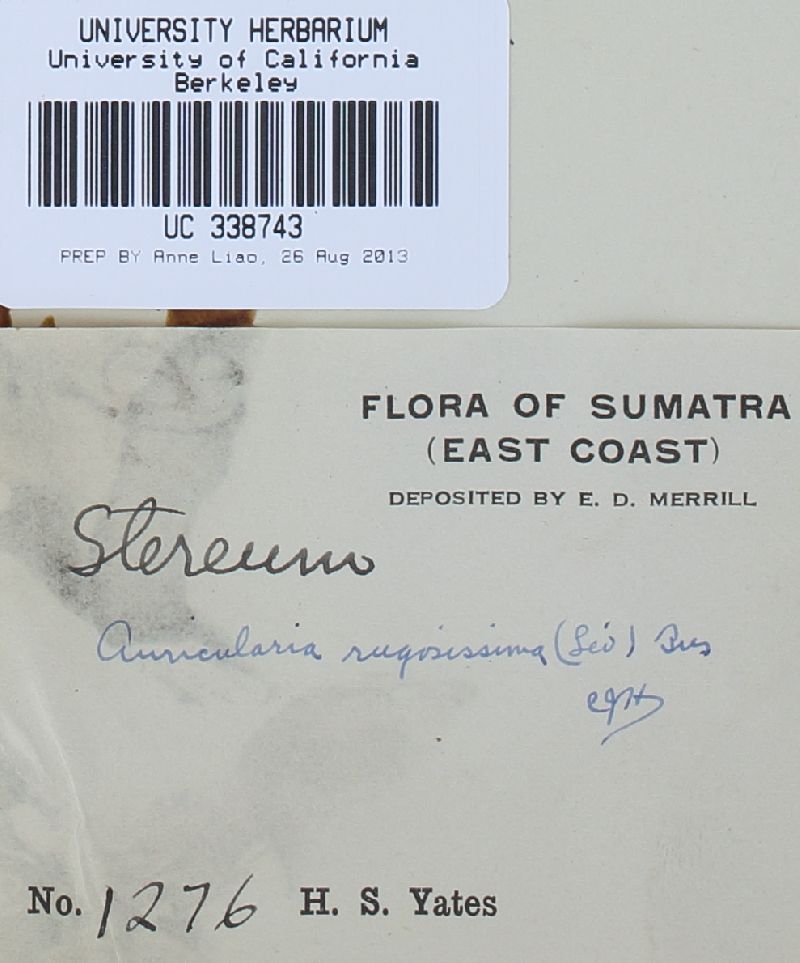 UNIVERSITY HERBARIUM
University of California
Berkeley
UC 338743
PREP BY Anne Liao, 26 Aug 2013
FLORA OF SUMATRA
(EAST COAST)
DEPOSITED BY E. D. MERRILL
Stereum
Auricularia rugosissima (Lév)
No. 1276 H. S. Yates